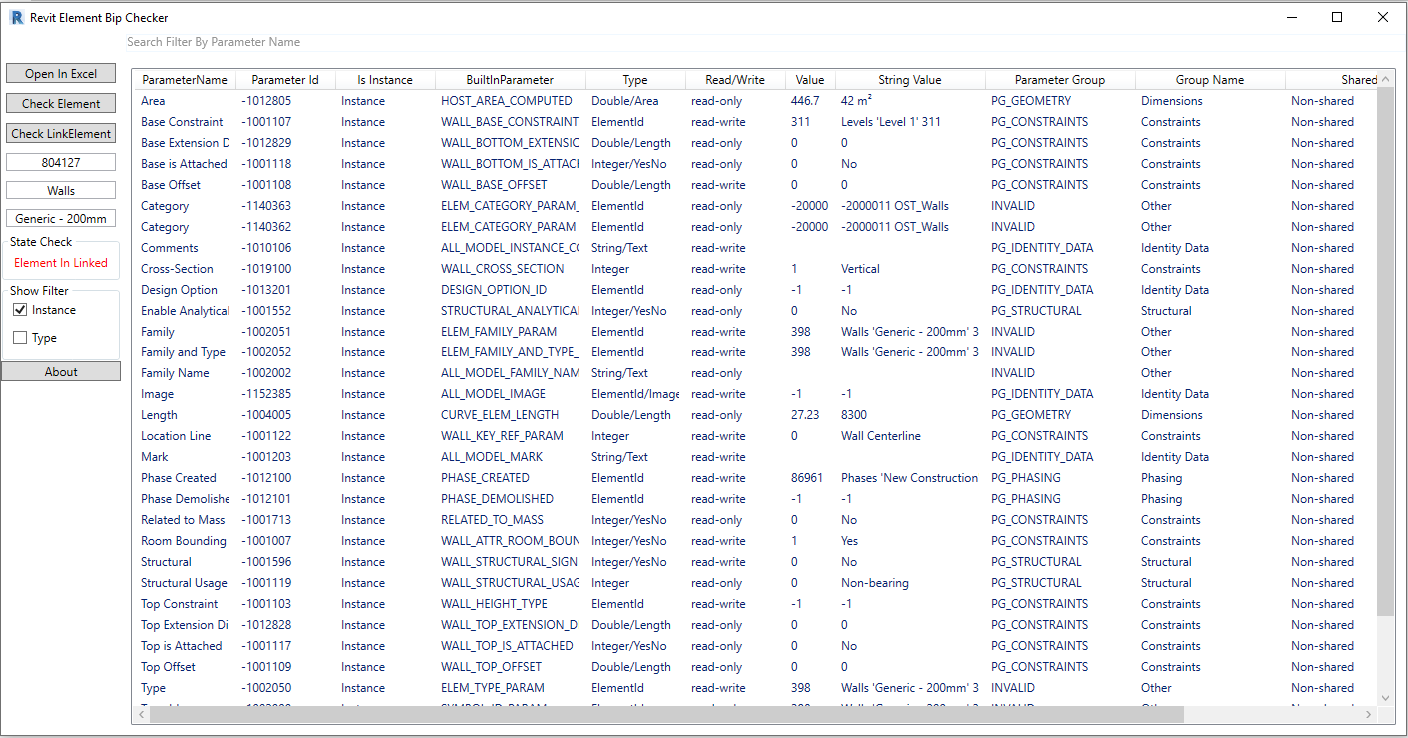 Revit Element Bip Checker
Search Filter By Parameter Name
Open In Excel
Check Element
Check LinkElement
804127
Walls
Generic - 200mm
State Check
Element In Linked
Show Filter
Instance
Type
About
ParameterName Parameter Id Is Instance BuiltInParameter Type Read/Write Value String Value Parameter Group Group Name Shared
Area -1012805 Instance HOST_AREA_COMPUTED Double/Area read-only 446.7 42 m² PG_GEOMETRY Dimensions Non-shared
Base Constraint -1001107 Instance WALL_BASE_CONSTRAINT ElementId read-write 311 Levels 'Level 1' 311 PG_CONSTRAINTS Constraints Non-shared
Base Extension D -1012829 Instance WALL_BOTTOM_EXTENSIC Double/Length read-only 0 0 PG_CONSTRAINTS Constraints Non-shared
Base is Attached -1001118 Instance WALL_BOTTOM_IS_ATTACI Integer/YesNo read-only 0 No PG_CONSTRAINTS Constraints Non-shared
Base Offset -1001108 Instance WALL_BASE_OFFSET Double/Length read-write 0 0 PG_CONSTRAINTS Constraints Non-shared
Category -1140363 Instance ELEM_CATEGORY_PARAM_ ElementId read-only -20000 -2000011 OST_Walls INVALID Other Non-shared
Category -1140362 Instance ELEM_CATEGORY_PARAM ElementId read-only -20000 -2000011 OST_Walls INVALID Other Non-shared
Comments -1010106 Instance ALL_MODEL_INSTANCE_CO String/Text read-write PG_IDENTITY_DATA Identity Data Non-shared
Cross-Section -1019100 Instance WALL_CROSS_SECTION Integer read-write 1 Vertical PG_CONSTRAINTS Constraints Non-shared
Design Option -1013201 Instance DESIGN_OPTION_ID ElementId read-only -1 -1 PG_IDENTITY_DATA Identity Data Non-shared
Enable Analytical -1001552 Instance STRUCTURAL_ANALYTICAI Integer/YesNo read-only 0 No PG_STRUCTURAL Structural Non-shared
Family -1002051 Instance ELEM_FAMILY_PARAM ElementId read-write 398 Walls 'Generic - 200mm' 3 INVALID Other Non-shared
Family and Type -1002052 Instance ELEM_FAMILY_AND_TYPE_ ElementId read-write 398 Walls 'Generic - 200mm' 3 INVALID Other Non-shared
Family Name -1002002 Instance ALL_MODEL_FAMILY_NAM String/Text read-only INVALID Other Non-shared
Image -1152385 Instance ALL_MODEL_IMAGE ElementId/Image read-write -1 -1 PG_IDENTITY_DATA Identity Data Non-shared
Length -1004005 Instance CURVE_ELEM_LENGTH Double/Length read-only 27.23 8300 PG_GEOMETRY Dimensions Non-shared
Location Line -1001122 Instance WALL_KEY_REF_PARAM Integer read-write 0 Wall Centerline PG_CONSTRAINTS Constraints Non-shared
Mark -1001203 Instance ALL_MODEL_MARK String/Text read-write PG_IDENTITY_DATA Identity Data Non-shared
Phase Created -1012100 Instance PHASE_CREATED ElementId read-write 86961 Phases 'New Construction PG_PHASING Phasing Non-shared
Phase Demolishe -1012101 Instance PHASE_DEMOLISHED ElementId read-write -1 -1 PG_PHASING Phasing Non-shared
Related to Mass -1001713 Instance RELATED_TO_MASS Integer/YesNo read-only 0 No PG_CONSTRAINTS Constraints Non-shared
Room Bounding -1001007 Instance WALL_ATTR_ROOM_BOUN Integer/YesNo read-write 1 Yes PG_CONSTRAINTS Constraints Non-shared
Structural -1001596 Instance WALL_STRUCTURAL_SIGN Integer/YesNo read-write 0 No PG_STRUCTURAL Structural Non-shared
Structural Usage -1001119 Instance WALL_STRUCTURAL_USAG Integer read-only 0 Non-bearing PG_STRUCTURAL Structural Non-shared
Top Constraint -1001103 Instance WALL_HEIGHT_TYPE ElementId read-write -1 -1 PG_CONSTRAINTS Constraints Non-shared
Top Extension Di -1012828 Instance WALL_TOP_EXTENSION_D Double/Length read-only 0 0 PG_CONSTRAINTS Constraints Non-shared
Top is Attached -1001117 Instance WALL_TOP_IS_ATTACHED Integer/YesNo read-only 0 No PG_CONSTRAINTS Constraints Non-shared
Top Offset -1001109 Instance WALL_TOP_OFFSET Double/Length read-only 0 0 PG_CONSTRAINTS Constraints Non-shared
Type -1002050 Instance ELEM_TYPE_PARAM ElementId read-write 398 Walls 'Generic - 200mm' 3 INVALID Other Non-shared